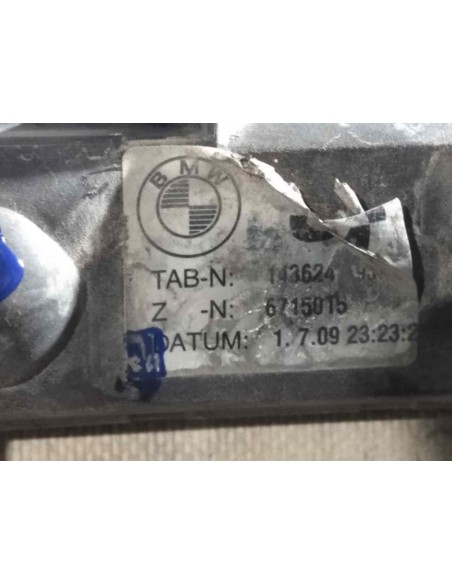 BMW
TAB-N: 143624
Z -N: 6715015
DATUM: 1. 7.09 23:23:2